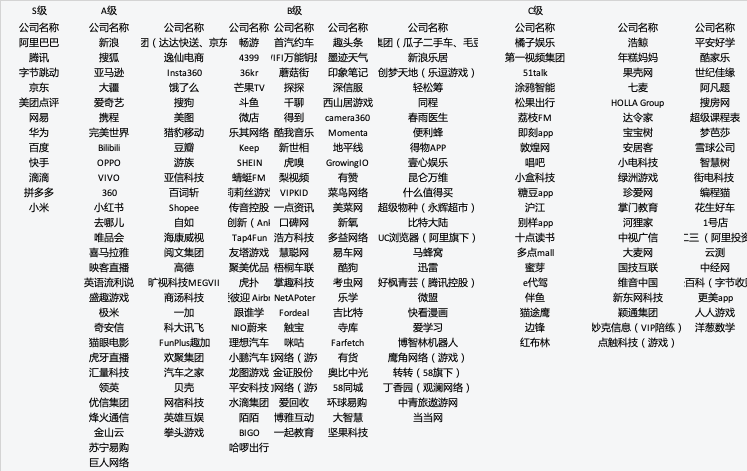 S级 A级 B级 C级
公司名称 公司名称 公司名称 公司名称 公司名称 公司名称 公司名称 公司名称 公司名称 公司名称
阿里巴巴 新浪 团（达达快送、京东 畅游 首汽约车 趣头条 集团（瓜子二手车、毛豆 橘子娱乐 浩鲸 平安好学
腾讯 搜狐 逸仙电商 4399 IFI万能钥匙 墨迹天气 新浪乐居 第一视频集团 年糕妈妈 酷家乐
字节跳动 亚马逊 Insta360 36kr 蘑菇街 印象笔记 创梦天地（乐逗游戏） 51talk 果壳网 世纪佳缘
京东 大疆 饿了么 芒果TV 探探 深信服 轻松筹 涂鸦智能 七麦 阿凡题
美团点评 爱奇艺 搜狗 斗鱼 千聊 西山居游戏 同程 松果出行 HOLLA Group 搜房网
网易 携程 美图 微店 得到 camera360 春雨医生 荔枝FM 达令家 超级课程表
华为 完美世界 猎豹移动 乐其网络 酷我音乐 Momenta 便利蜂 即刻app 宝宝树 梦芭莎
百度 Bilibili 豆瓣 Keep 新世相 地平线 得物APP 敦煌网 安居客 雪球公司
快手 OPPO 游族 SHEIN 虎嗅 GrowingIO 壹心娱乐 唱吧 小电科技 智慧树
滴滴 VIVO 亚信科技 蜻蜓FM 梨视频 有赞 昆仑万维 小盒科技 绿洲游戏 街电科技
拼多多 360 百词斩 莉莉丝游戏 VIPKID 菜鸟网络 什么值得买 糖豆app 珍爱网 编程猫
小米 小红书 Shopee 传音控股 一点资讯 美菜网 超级物种（永辉超市） 沪江 掌门教育 花生好车
去哪儿 自如 创新（Anl 口碑网 新氧 比特大陆 别样app 河狸家 1号店
唯品会 海康威视 Tap4Fun 浩方科技 多益网络 UC浏览器（阿里旗下） 十点读书 中视广信 二三（阿里投资
喜马拉雅 阅文集团 友塔游戏 慧聪网 易车网 马蜂窝 多点mall 大麦网 云测
映客直播 高德 聚美优品 梧桐车联 酷狗 迅雷 蜜芽 国技互联 中经网
英语流利说 旷视科技MEGVII 虎扑 掌趣科技 考虫网 好枫青芸（腾讯控股） e代驾 维音中国 百科（字节收购
盛趣游戏 商汤科技 爱彼迎 Airbn NetAPoter 乐学 微盟 伴鱼 新东网科技 更美app
极米 一加 跟谁学 Fordeal 吉比特 快看漫画 猫途鹰 颖通集团 人人游戏
奇安信 科大讯飞 NIO蔚来 触宝 寺库 爱学习 边锋 妙克信息（VIP陪练） 洋葱数学
猫眼电影 FunPlus趣加 理想汽车 咪咕 Farfetch 博智林机器人 红布林 点触科技（游戏）
虎牙直播 欢聚集团 小鹏汽车 网络（游戏 有货 鹰角网络（游戏）
汇量科技 汽车之家 龙图游戏 金证股份 奥比中光 转转（58旗下）
领英 贝壳 平安科技 网络（游戏 58同城 丁香园（观澜网络）
优信集团 网宿科技 水滴集团 爱回收 环球易购 中青旅遨游网
烽火通信 英雄互娱 陌陌 博雅互动 大智慧 当当网
金山云 拳头游戏 BIGO 一起教育 坚果科技
苏宁易购 哈啰出行
巨人网络